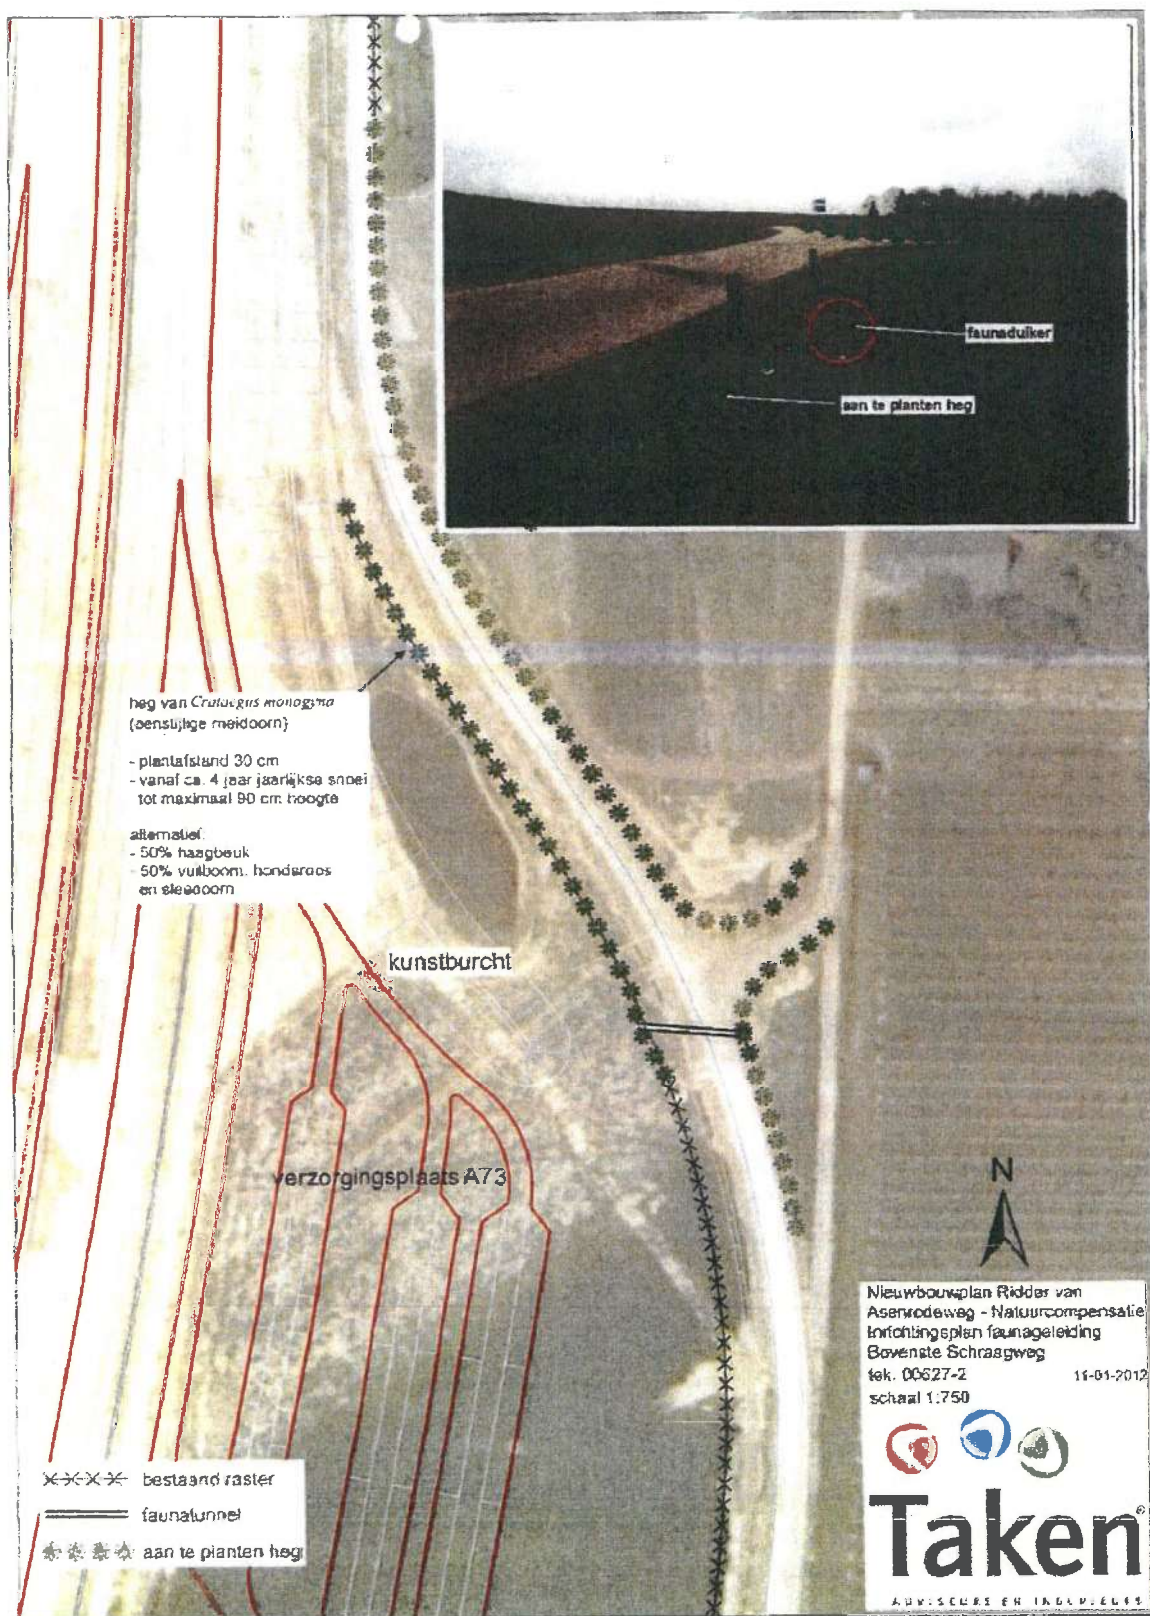 faunaduiker
aan te planten heg
heg van Crataegus monogyna
(eenstijlige meidoorn)
- plantafstand 30 cm
- vanaf ca. 4 jaar jaarlijkse snoei
tot maximaal 90 cm hoogte
alternatief:
- 50% haagbeuk
- 50% vuilboom, hondsroos
en sleedoorn
kunstburcht
verzorgingsplaats A73
N
Nieuwbouwplan Ridder van
Asenrodeweg - Natuurcompensatie
Inrichtingsplan faunageleiding
Bovenste Schraagweg
tek. 00627-2 11-01-2012
schaal 1:750
bestaand raster
faunatunnel
aan te planten heg
Taken®
ADVISEURS EN INGENIEURS